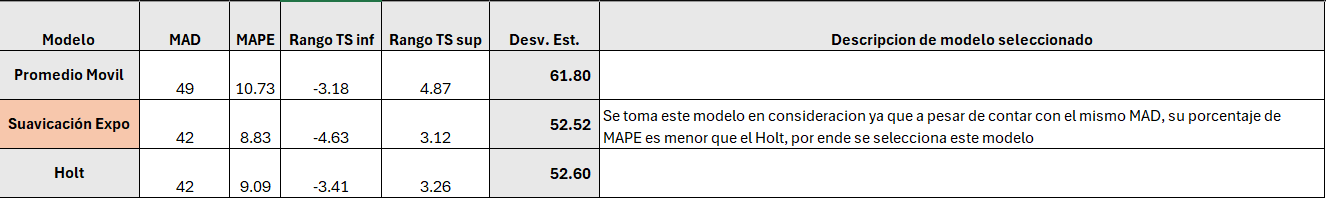 Modelo MAD MAPE Rango TS inf Rango TS sup Desv. Est. Descripcion de modelo seleccionado
Promedio Movil 49 10.73 -3.18 4.87 61.80
Suavicación Expo 42 8.83 -4.63 3.12 52.52 Se toma este modelo en consideracion ya que a pesar de contar con el mismo MAD, su porcentaje de
MAPE es menor que el Holt, por ende se selecciona este modelo
Holt 42 9.09 -3.41 3.26 52.60